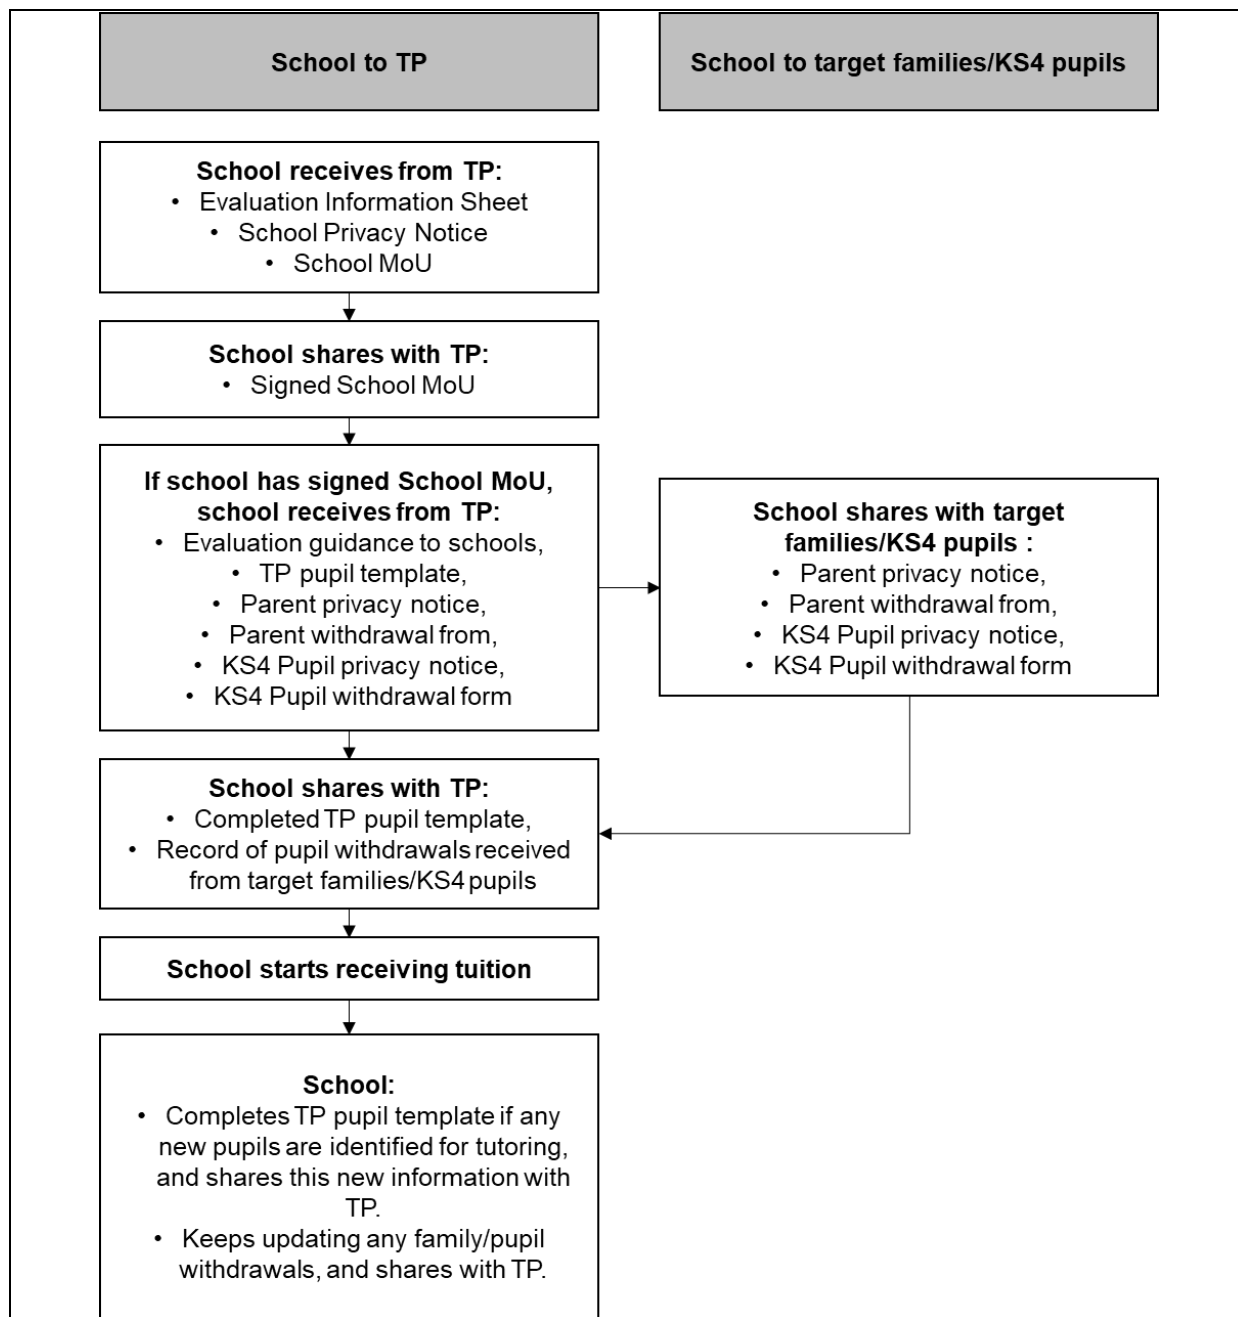 School to TP
School to target families/KS4 pupils
School receives from TP:
• Evaluation Information Sheet
• School Privacy Notice
• School MoU
School shares with TP:
• Signed School MoU
If school has signed School MoU,
school receives from TP:
• Evaluation guidance to schools,
• TP pupil template,
• Parent privacy notice,
• Parent withdrawal from,
• KS4 Pupil privacy notice,
• KS4 Pupil withdrawal form
School shares with target
families/KS4 pupils :
• Parent privacy notice,
• Parent withdrawal from,
• KS4 Pupil privacy notice,
• KS4 Pupil withdrawal form
School shares with TP:
• Completed TP pupil template,
• Record of pupil withdrawals received
from target families/KS4 pupils
School starts receiving tuition
School:
• Completes TP pupil template if any
new pupils are identified for tutoring,
and shares this new information with
TP.
• Keeps updating any family/pupil
withdrawals, and shares with TP.